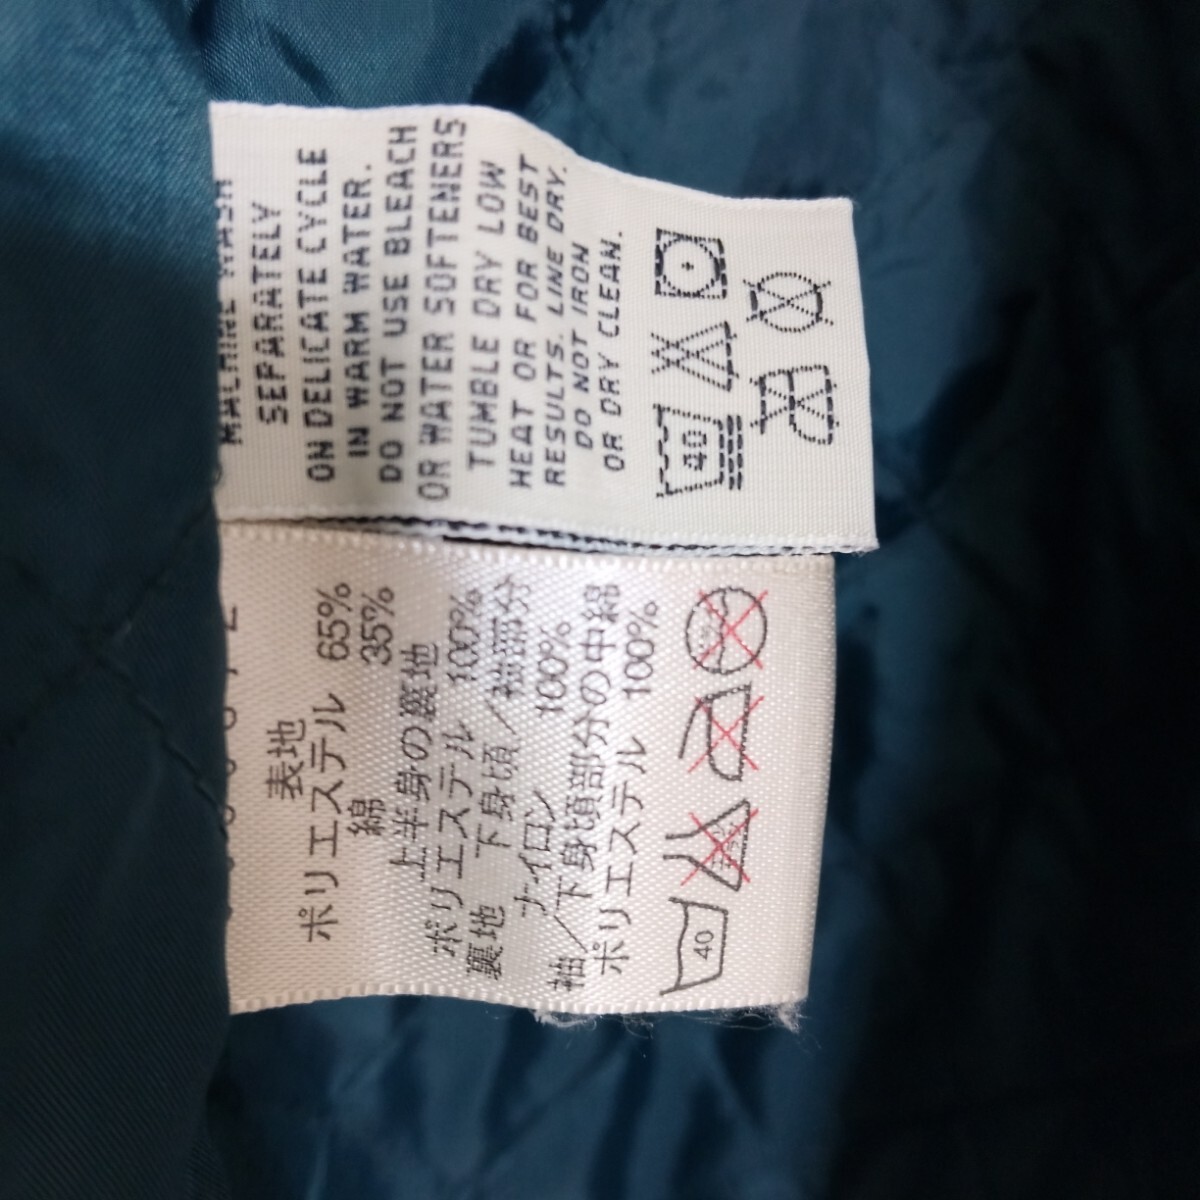 MACHINE WASH
SEPARATELY
ON DELICATE CYCLE
IN WARM WATER.
DO NOT USE BLEACH
OR WATER SOFTENERS
TUMBLE DRY LOW
HEAT OR FOR BEST
RESULTS. LINE DRY.
DO NOT IRON
OR DRY CLEAN.
40
表地
ポリエステル 65%
綿 35%
上半身の裏地
ポリエステル 100%
裏地 下身頃/袖部分
ナイロン 100%
袖/下身頃部分の中綿
ポリエステル 100%
40